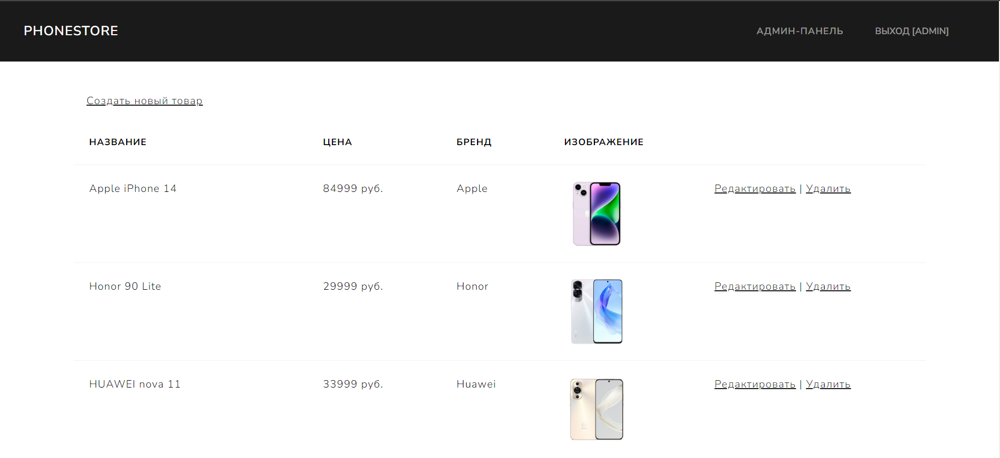 PHONESTORE АДМИН-ПАНЕЛЬ ВЫХОД [ADMIN]
Создать новый товар
НАЗВАНИЕ ЦЕНА БРЕНД ИЗОБРАЖЕНИЕ
Apple iPhone 14 84999 руб. Apple Редактировать | Удалить
Honor 90 Lite 29999 руб. Honor Редактировать | Удалить
HUAWEI nova 11 33999 руб. Huawei Редактировать | Удалить